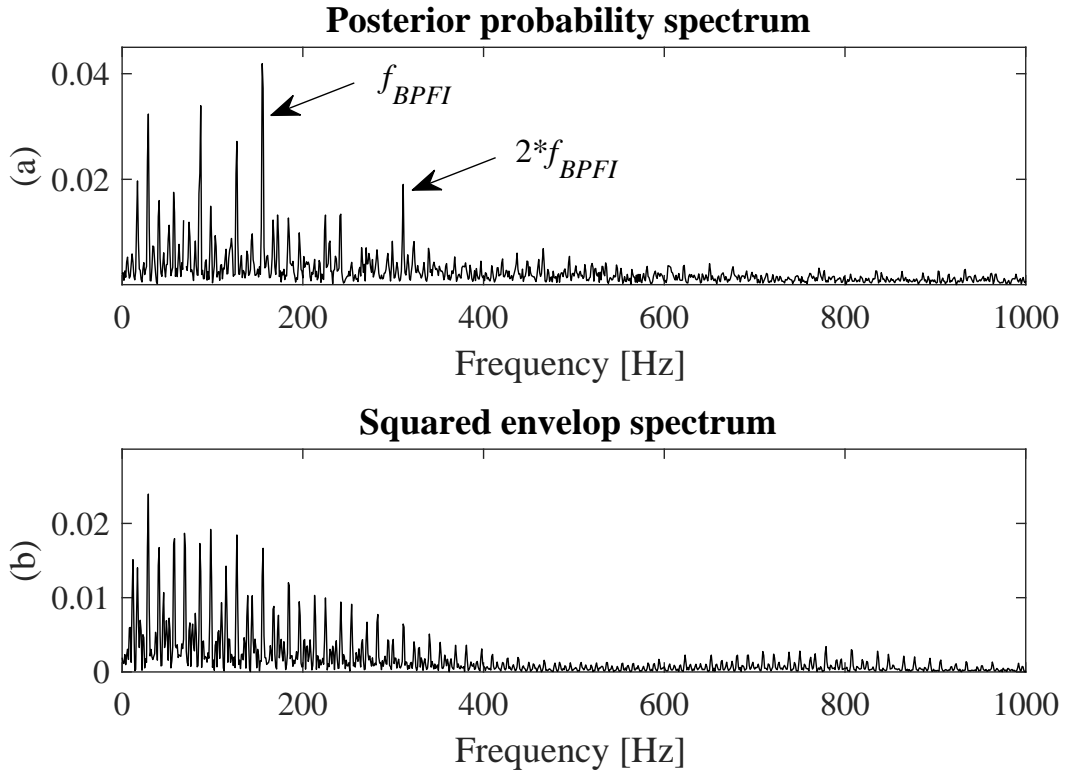 Posterior probability spectrum
0.04
0.02
(a)
f_BPFI
2*f_BPFI
0 200 400 600 800 1000
Frequency [Hz]
Squared envelop spectrum
0.02
0.01
0
(b)
0 200 400 600 800 1000
Frequency [Hz]